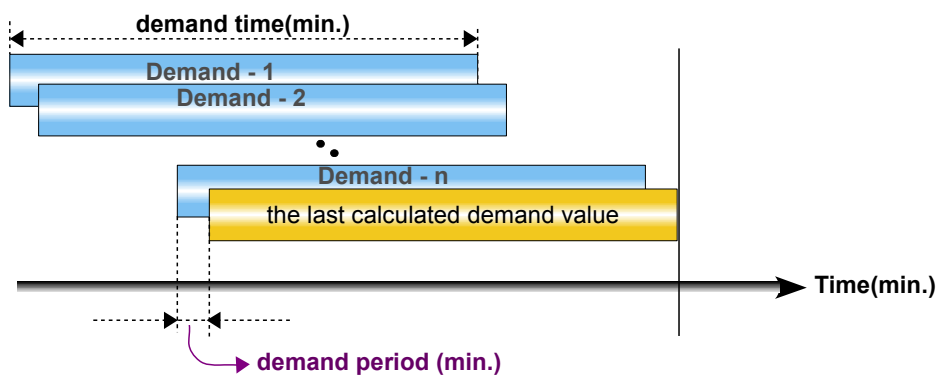 demand time(min.)
Demand - 1
Demand - 2
Demand - n
the last calculated demand value
Time(min.)
demand period (min.)